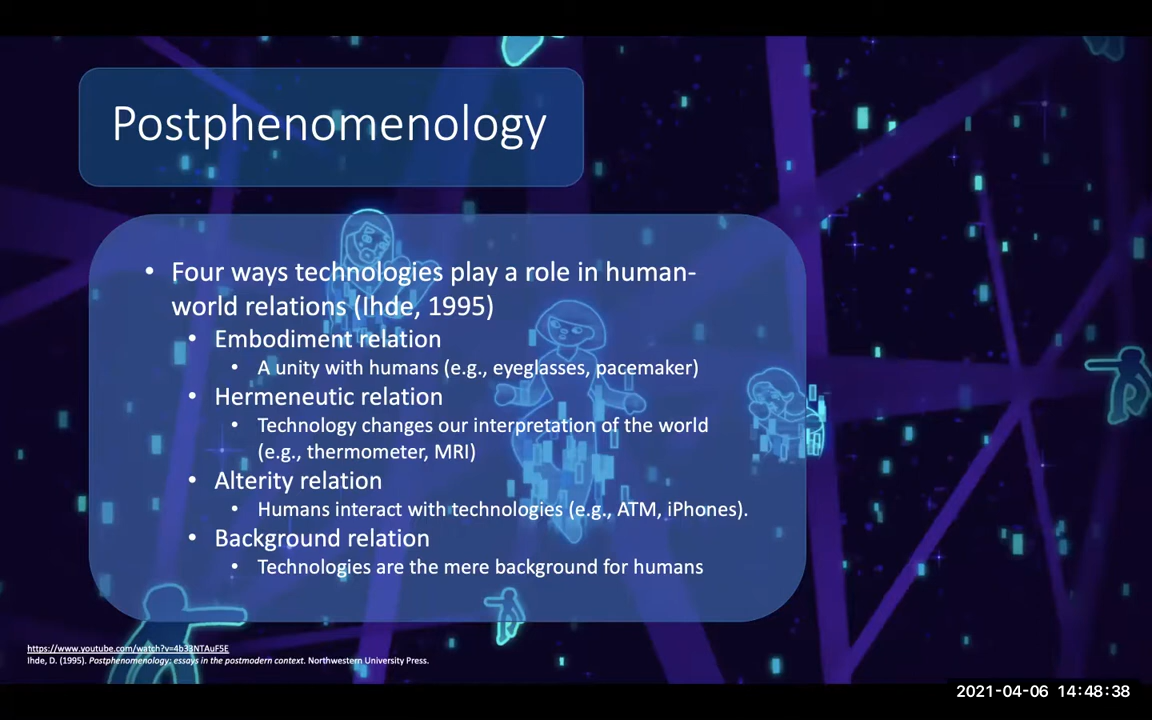 Postphenomenology
• Four ways technologies play a role in human-
world relations (Ihde, 1995)
• Embodiment relation
• A unity with humans (e.g., eyeglasses, pacemaker)
• Hermeneutic relation
• Technology changes our interpretation of the world
(e.g., thermometer, MRI)
• Alterity relation
• Humans interact with technologies (e.g., ATM, iPhones).
• Background relation
• Technologies are the mere background for humans
https://www.youtube.com/watch?v=4b33NTAuF5E
Ihde, D. (1995). Postphenomenology: essays in the postmodern context. Northwestern University Press.
2021-04-06 14:48:38